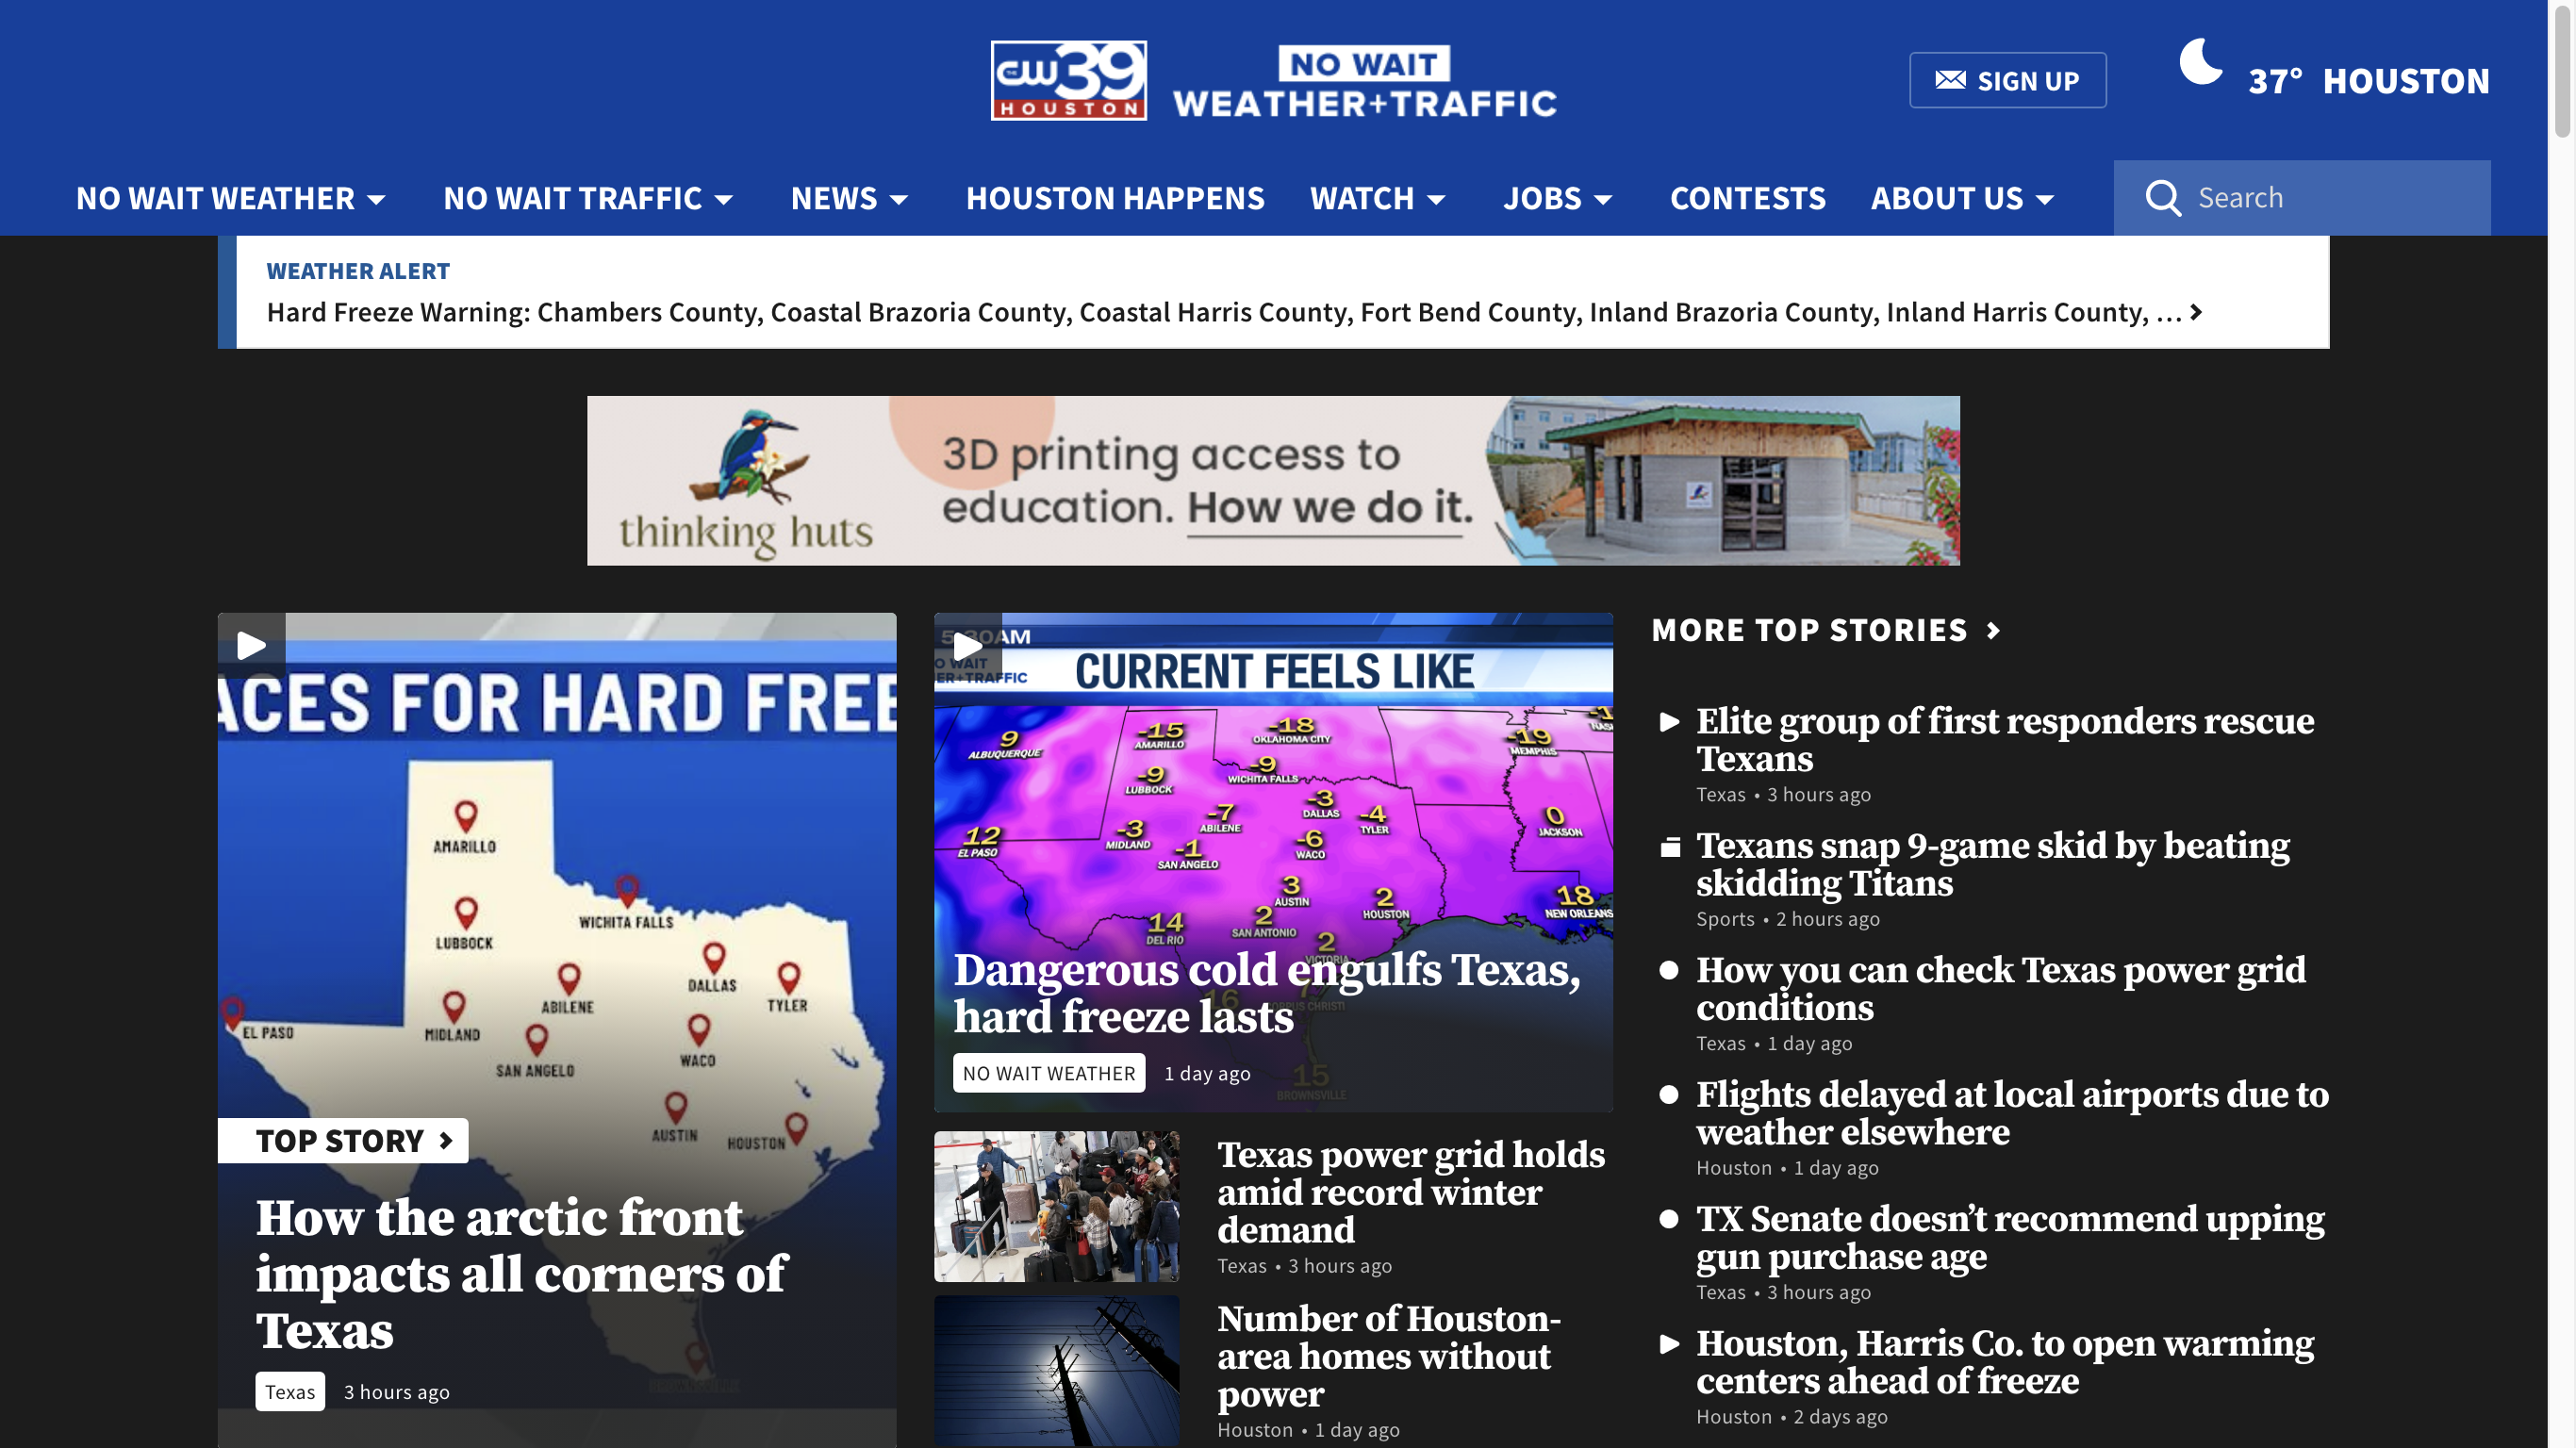 THE CW39
HOUSTON
NO WAIT
WEATHER+TRAFFIC
SIGN UP
37° HOUSTON
NO WAIT WEATHER
NO WAIT TRAFFIC
NEWS
HOUSTON HAPPENS
WATCH
JOBS
CONTESTS
ABOUT US
Search
WEATHER ALERT
Hard Freeze Warning: Chambers County, Coastal Brazoria County, Coastal Harris County, Fort Bend County, Inland Brazoria County, Inland Harris County, …
thinking huts
3D printing access to
education. How we do it.
ACES FOR HARD FREE
AMARILLO
LUBBOCK
WICHITA FALLS
DALLAS
TYLER
ABILENE
MIDLAND
EL PASO
SAN ANGELO
WACO
AUSTIN
HOUSTON
TOP STORY
How the arctic front
impacts all corners of
Texas
Texas
3 hours ago
5:30AM
O WAIT
ER+TRAFFIC
CURRENT FEELS LIKE
9
ALBUQUERQUE
-15
AMARILLO
-18
OKLAHOMA CITY
-19
MEMPHIS
-9
LUBBOCK
-9
WICHITA FALLS
-3
DALLAS
-4
TYLER
-7
ABILENE
0
JACKSON
12
EL PASO
-3
MIDLAND
-1
SAN ANGELO
-6
WACO
3
AUSTIN
2
HOUSTON
18
NEW ORLEANS
14
DEL RIO
2
SAN ANTONIO
2
VICTORIA
16
CORPUS CHRISTI
15
BROWNSVILLE
Dangerous cold engulfs Texas,
hard freeze lasts
NO WAIT WEATHER
1 day ago
Texas power grid holds
amid record winter
demand
Texas • 3 hours ago
Number of Houston-
area homes without
power
Houston • 1 day ago
MORE TOP STORIES
Elite group of first responders rescue
Texans
Texas • 3 hours ago
Texans snap 9-game skid by beating
skidding Titans
Sports • 2 hours ago
How you can check Texas power grid
conditions
Texas • 1 day ago
Flights delayed at local airports due to
weather elsewhere
Houston • 1 day ago
TX Senate doesn’t recommend upping
gun purchase age
Texas • 3 hours ago
Houston, Harris Co. to open warming
centers ahead of freeze
Houston • 2 days ago